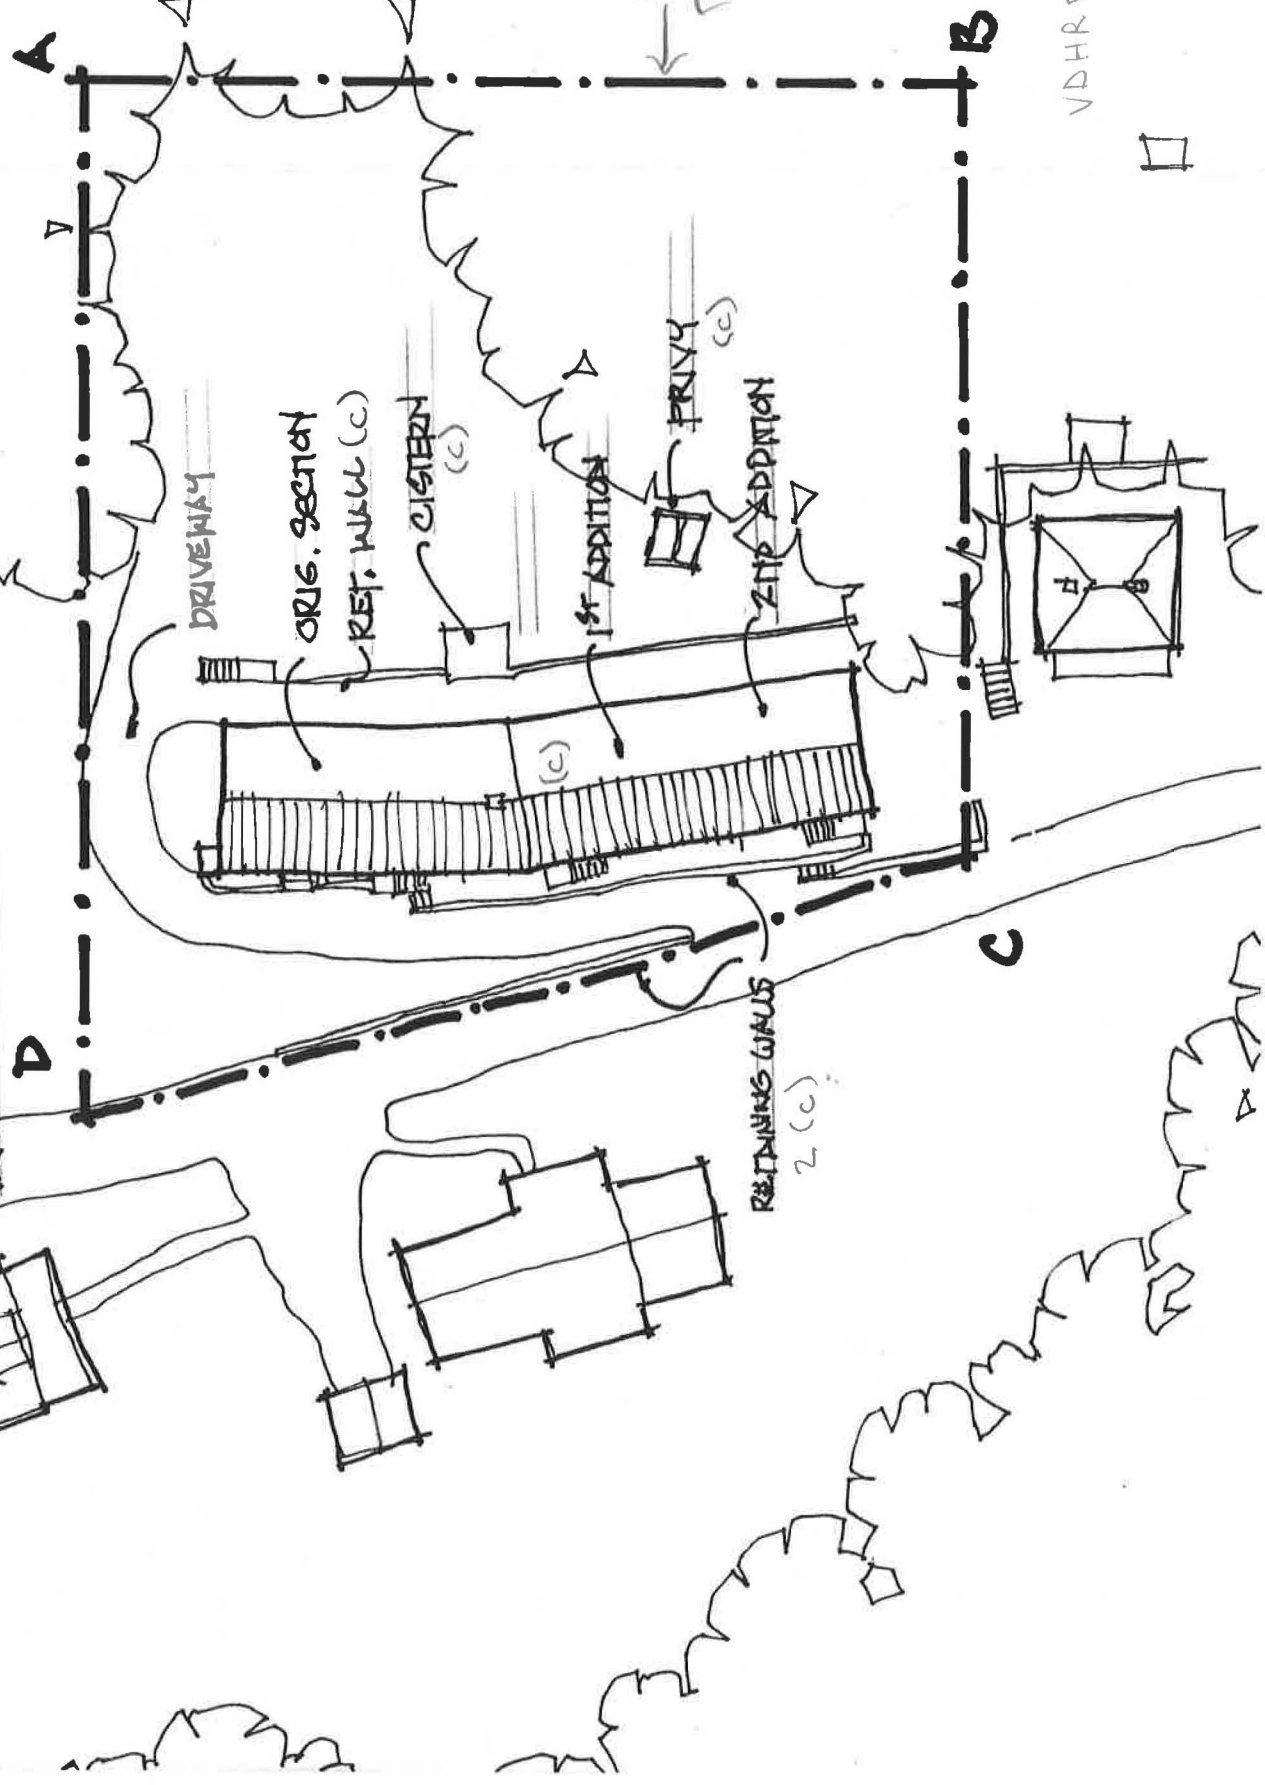 A
B
VDHR
DRIVEWAY
ORIG. SECTION
RET. WALL (C)
CISTERN
(C)
1ST ADDITION
PRIVY
(C)
2ND ADDITION
(C)
D
C
RETAINING WALLS
2 (C)